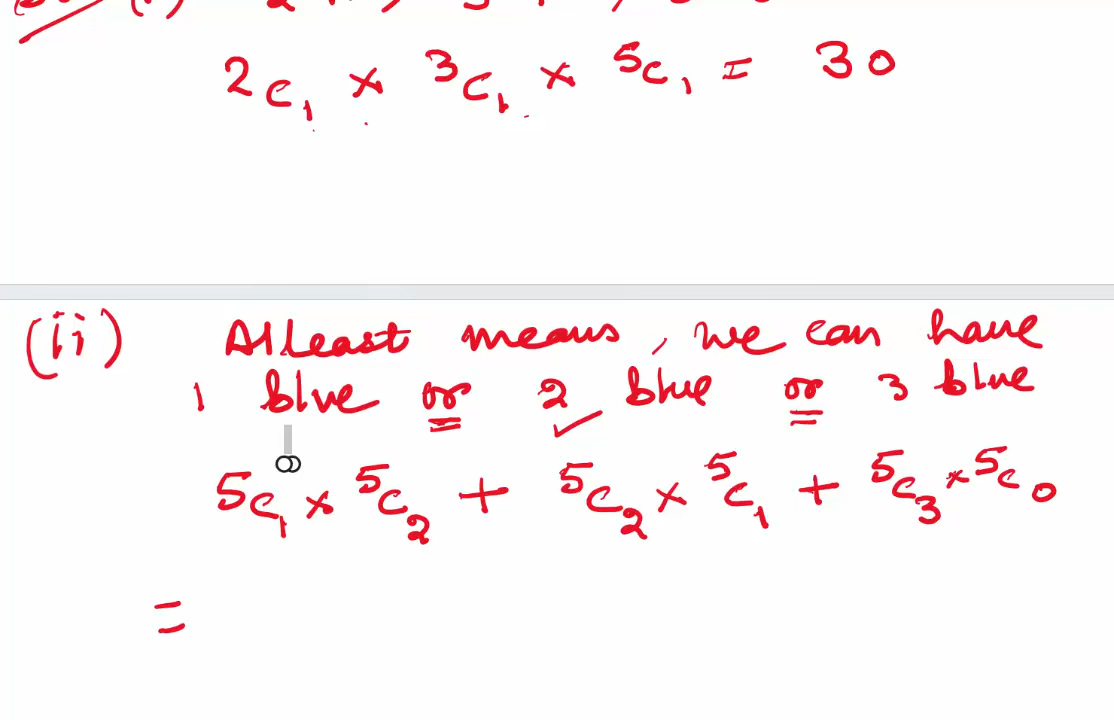 2c₁ × ³c₁ × ⁵c₁ = 30
(ii) Atleast means, we can have
1 blue or 2 blue or 3 blue
⁵c₁ × ⁵c₂ + ⁵c₂ × ⁵c₁ + ⁵c₃ × ⁵c₀
=